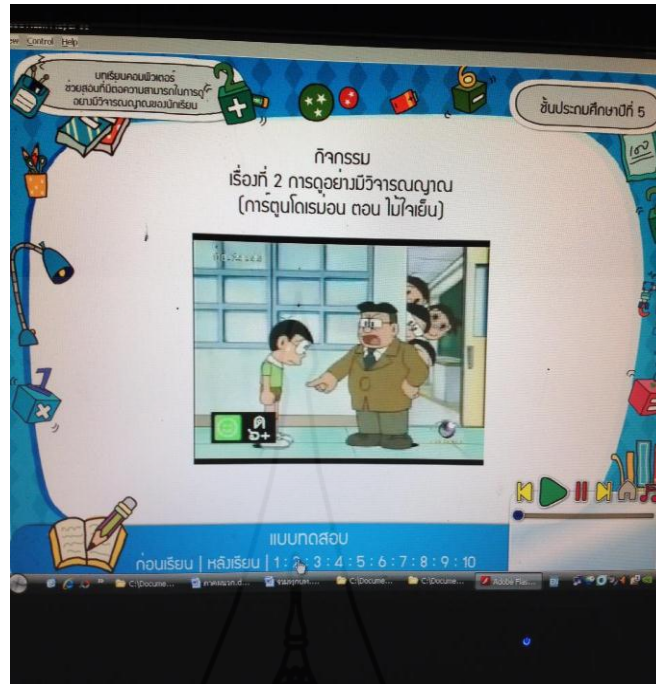 Control Help
บทเรียนคอมพิวเตอร์
ช่วยสอนที่มีต่อความสามารถในการดู
อย่างมีวิจารณญาณของนักเรียน
ชั้นประถมศึกษาปีที่ 5
กิจกรรม
เรื่องที่ 2 การดูอย่างมีวิจารณญาณ
(การ์ตูนโดเรม่อน ตอน ไม้ใจเย็น)
ด
๖+
แบบทดสอบ
ก่อนเรียน | หลังเรียน | 1 : 2 : 3 : 4 : 5 : 6 : 7 : 8 : 9 : 10
C:\Docume...
C:\Docume...
C:\Docume...
Adobe Flas...